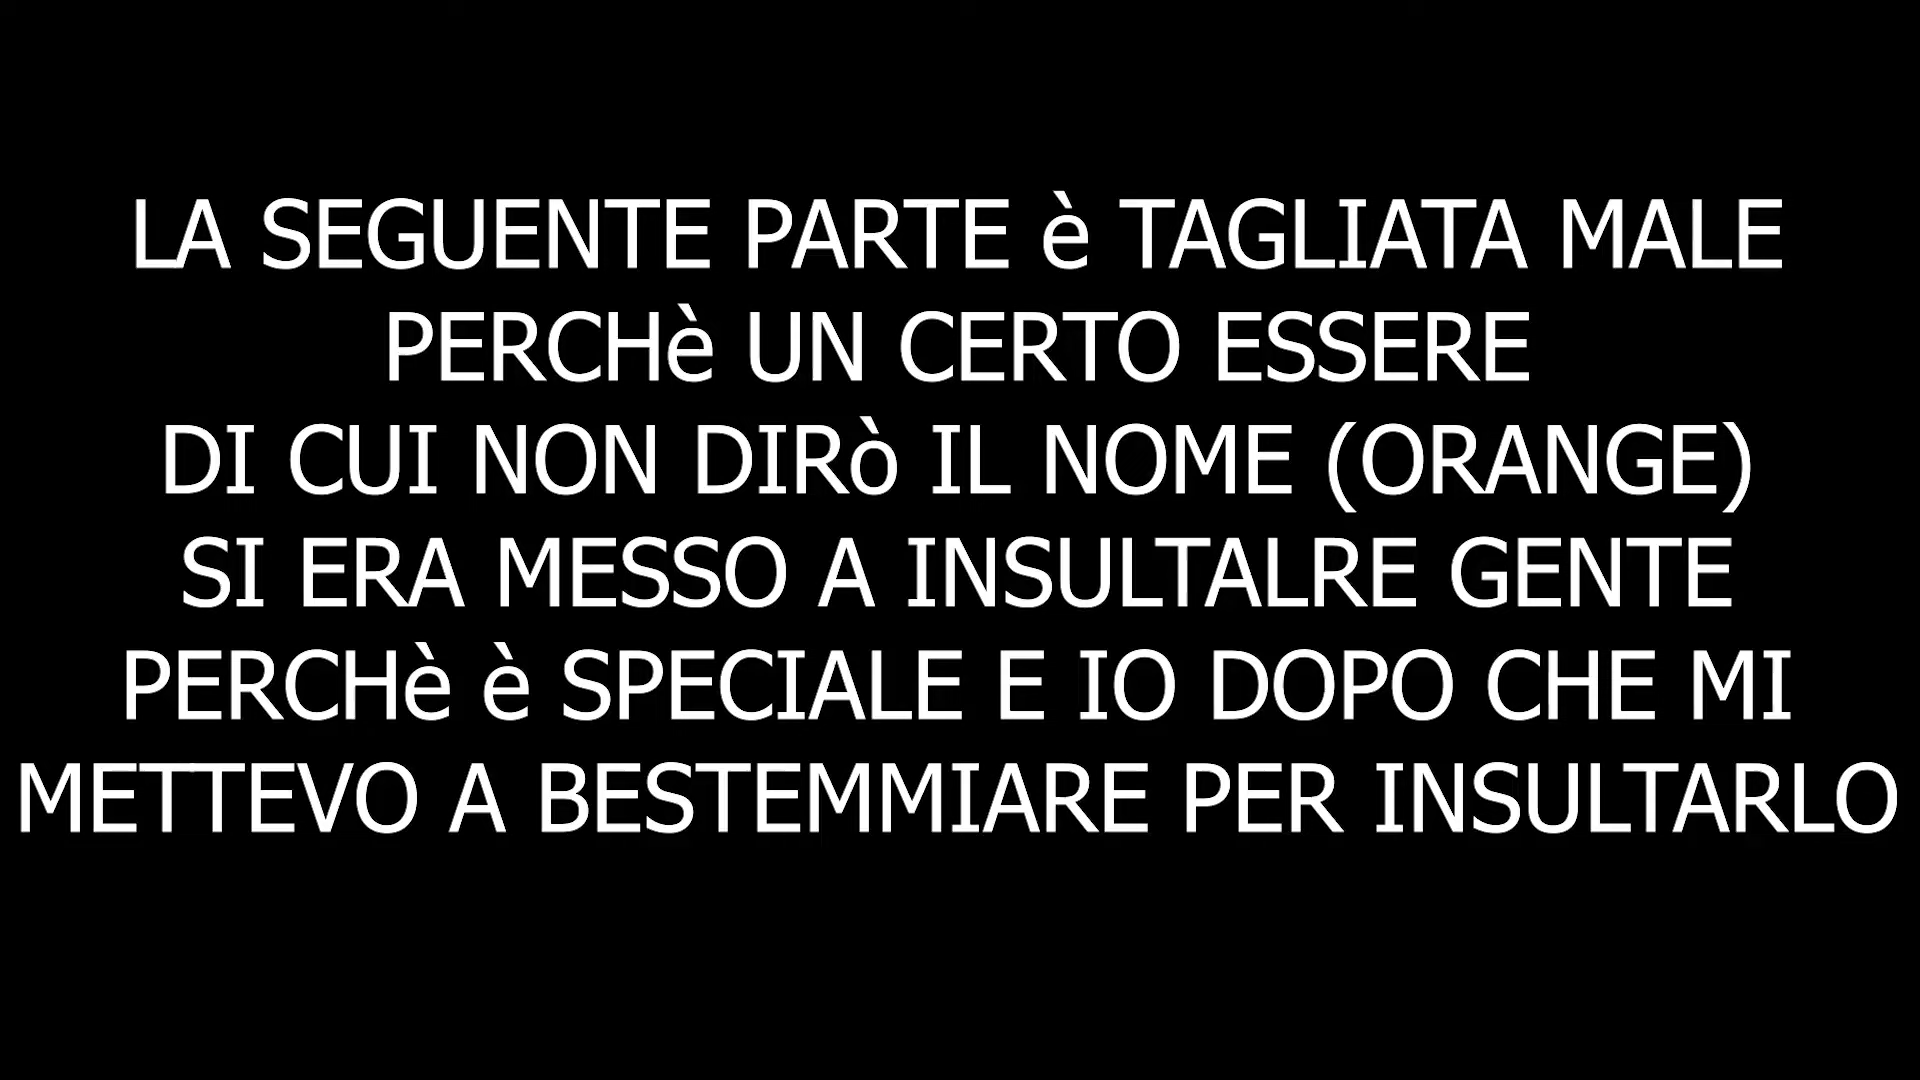 LA SEGUENTE PARTE è TAGLIATA MALE
PERCHè UN CERTO ESSERE
DI CUI NON DIRò IL NOME (ORANGE)
SI ERA MESSO A INSULTALRE GENTE
PERCHè è SPECIALE E IO DOPO CHE MI
METTEVO A BESTEMMIARE PER INSULTARLO